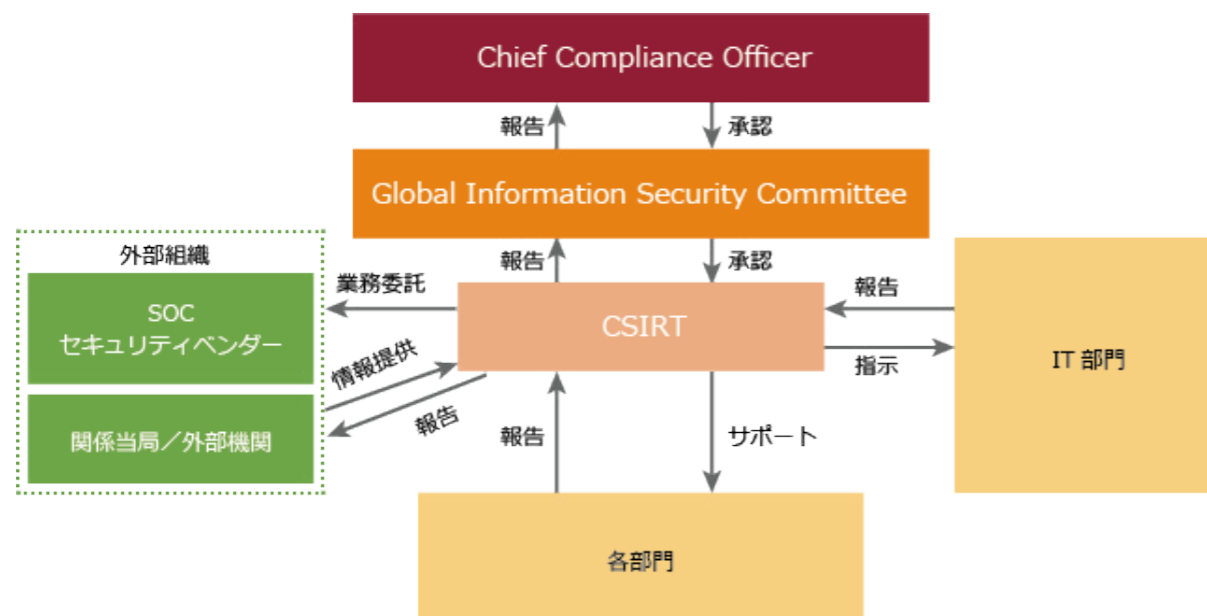 Chief Compliance Officer
報告
承認
Global Information Security Committee
外部組織
報告
承認
業務委託
報告
SOC
セキュリティベンダー
CSIRT
情報提供
指示
IT 部門
関係当局／外部機関
報告
報告
サポート
各部門